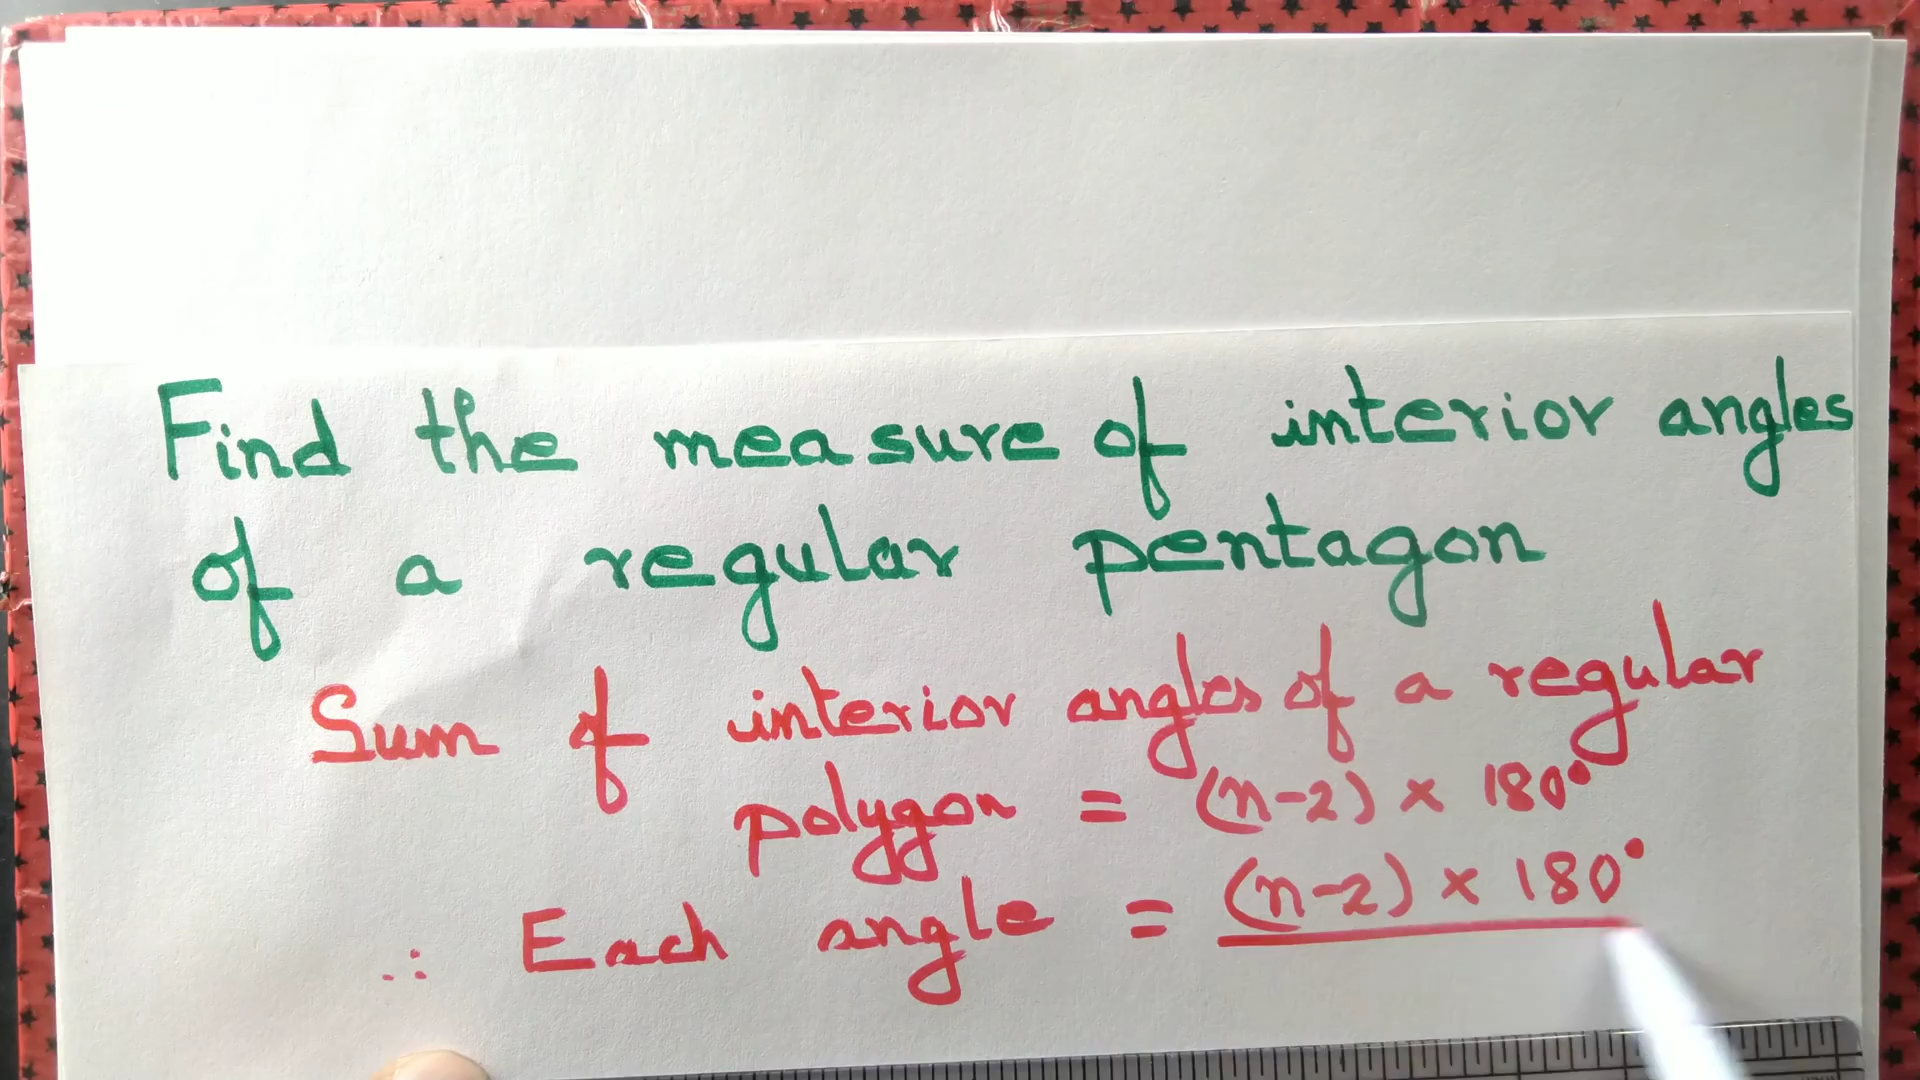 Find the measure of interior angles
of a regular pentagon
Sum of interior angles of a regular
polygon = (n-2) × 180°
∴ Each angle = (n-2) × 180°